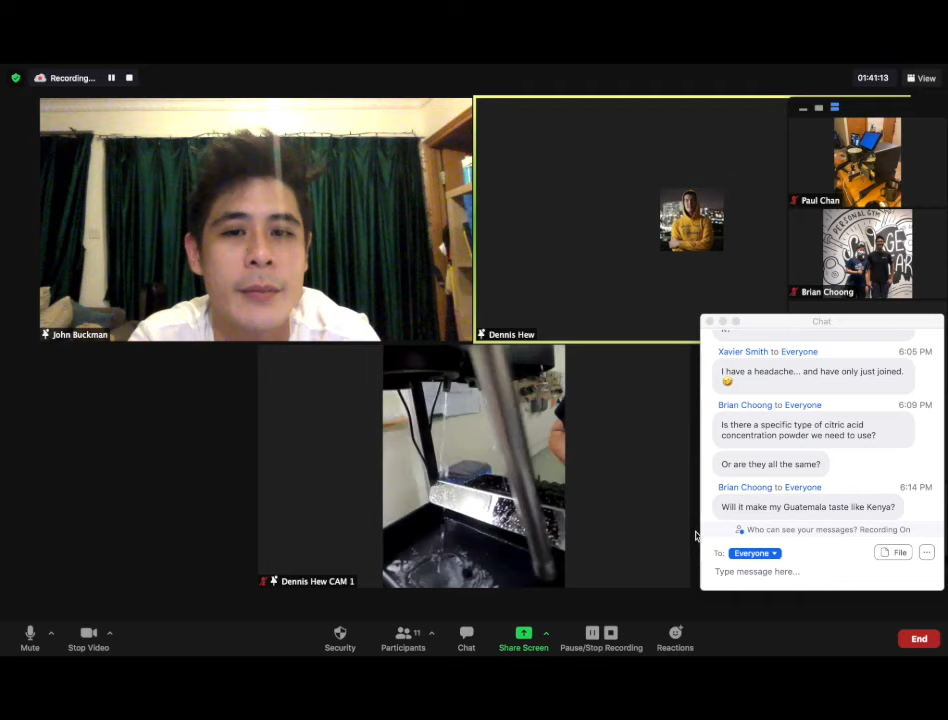 Recording...
01:41:13
View
Paul Chan
PERSONAL GYM
Brian Choong
John Buckman
Dennis Hew
Chat
Xavier Smith to Everyone 6:05 PM
I have a headache... and have only just joined.
🤣
Brian Choong to Everyone 6:09 PM
Is there a specific type of citric acid
concentration powder we need to use?
Or are they all the same?
Brian Choong to Everyone 6:14 PM
Will it make my Guatemala taste like Kenya?
Who can see your messages? Recording On
To: Everyone File
Type message here...
Dennis Hew CAM 1
Mute
Stop Video
Security
Participants 11
Chat
Share Screen
Pause/Stop Recording
Reactions
End